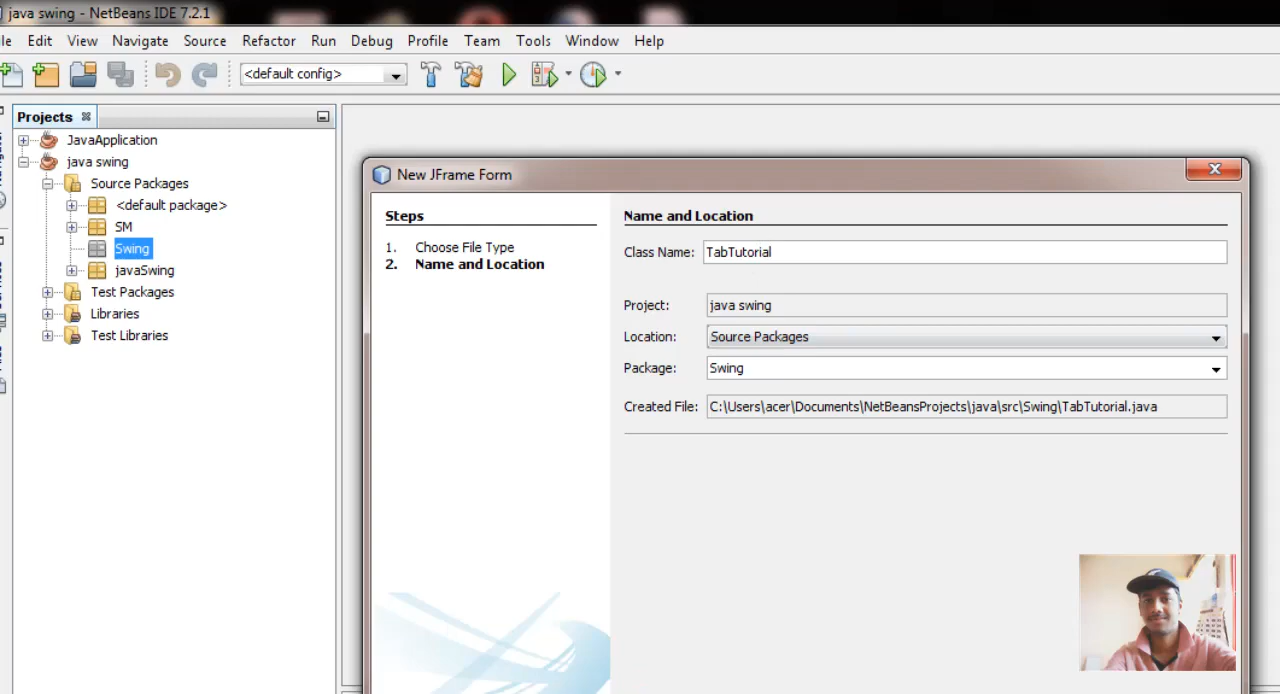 java swing - NetBeans IDE 7.2.1
Edit View Navigate Source Refactor Run Debug Profile Team Tools Window Help
<default config>
Projects
JavaApplication
java swing
Source Packages
<default package>
SM
Swing
javaSwing
Test Packages
Libraries
Test Libraries
New JFrame Form
Steps
1. Choose File Type
2. Name and Location
Name and Location
Class Name: TabTutorial
Project: java swing
Location: Source Packages
Package: Swing
Created File: C:\Users\acer\Documents\NetBeansProjects\java\src\Swing\TabTutorial.java